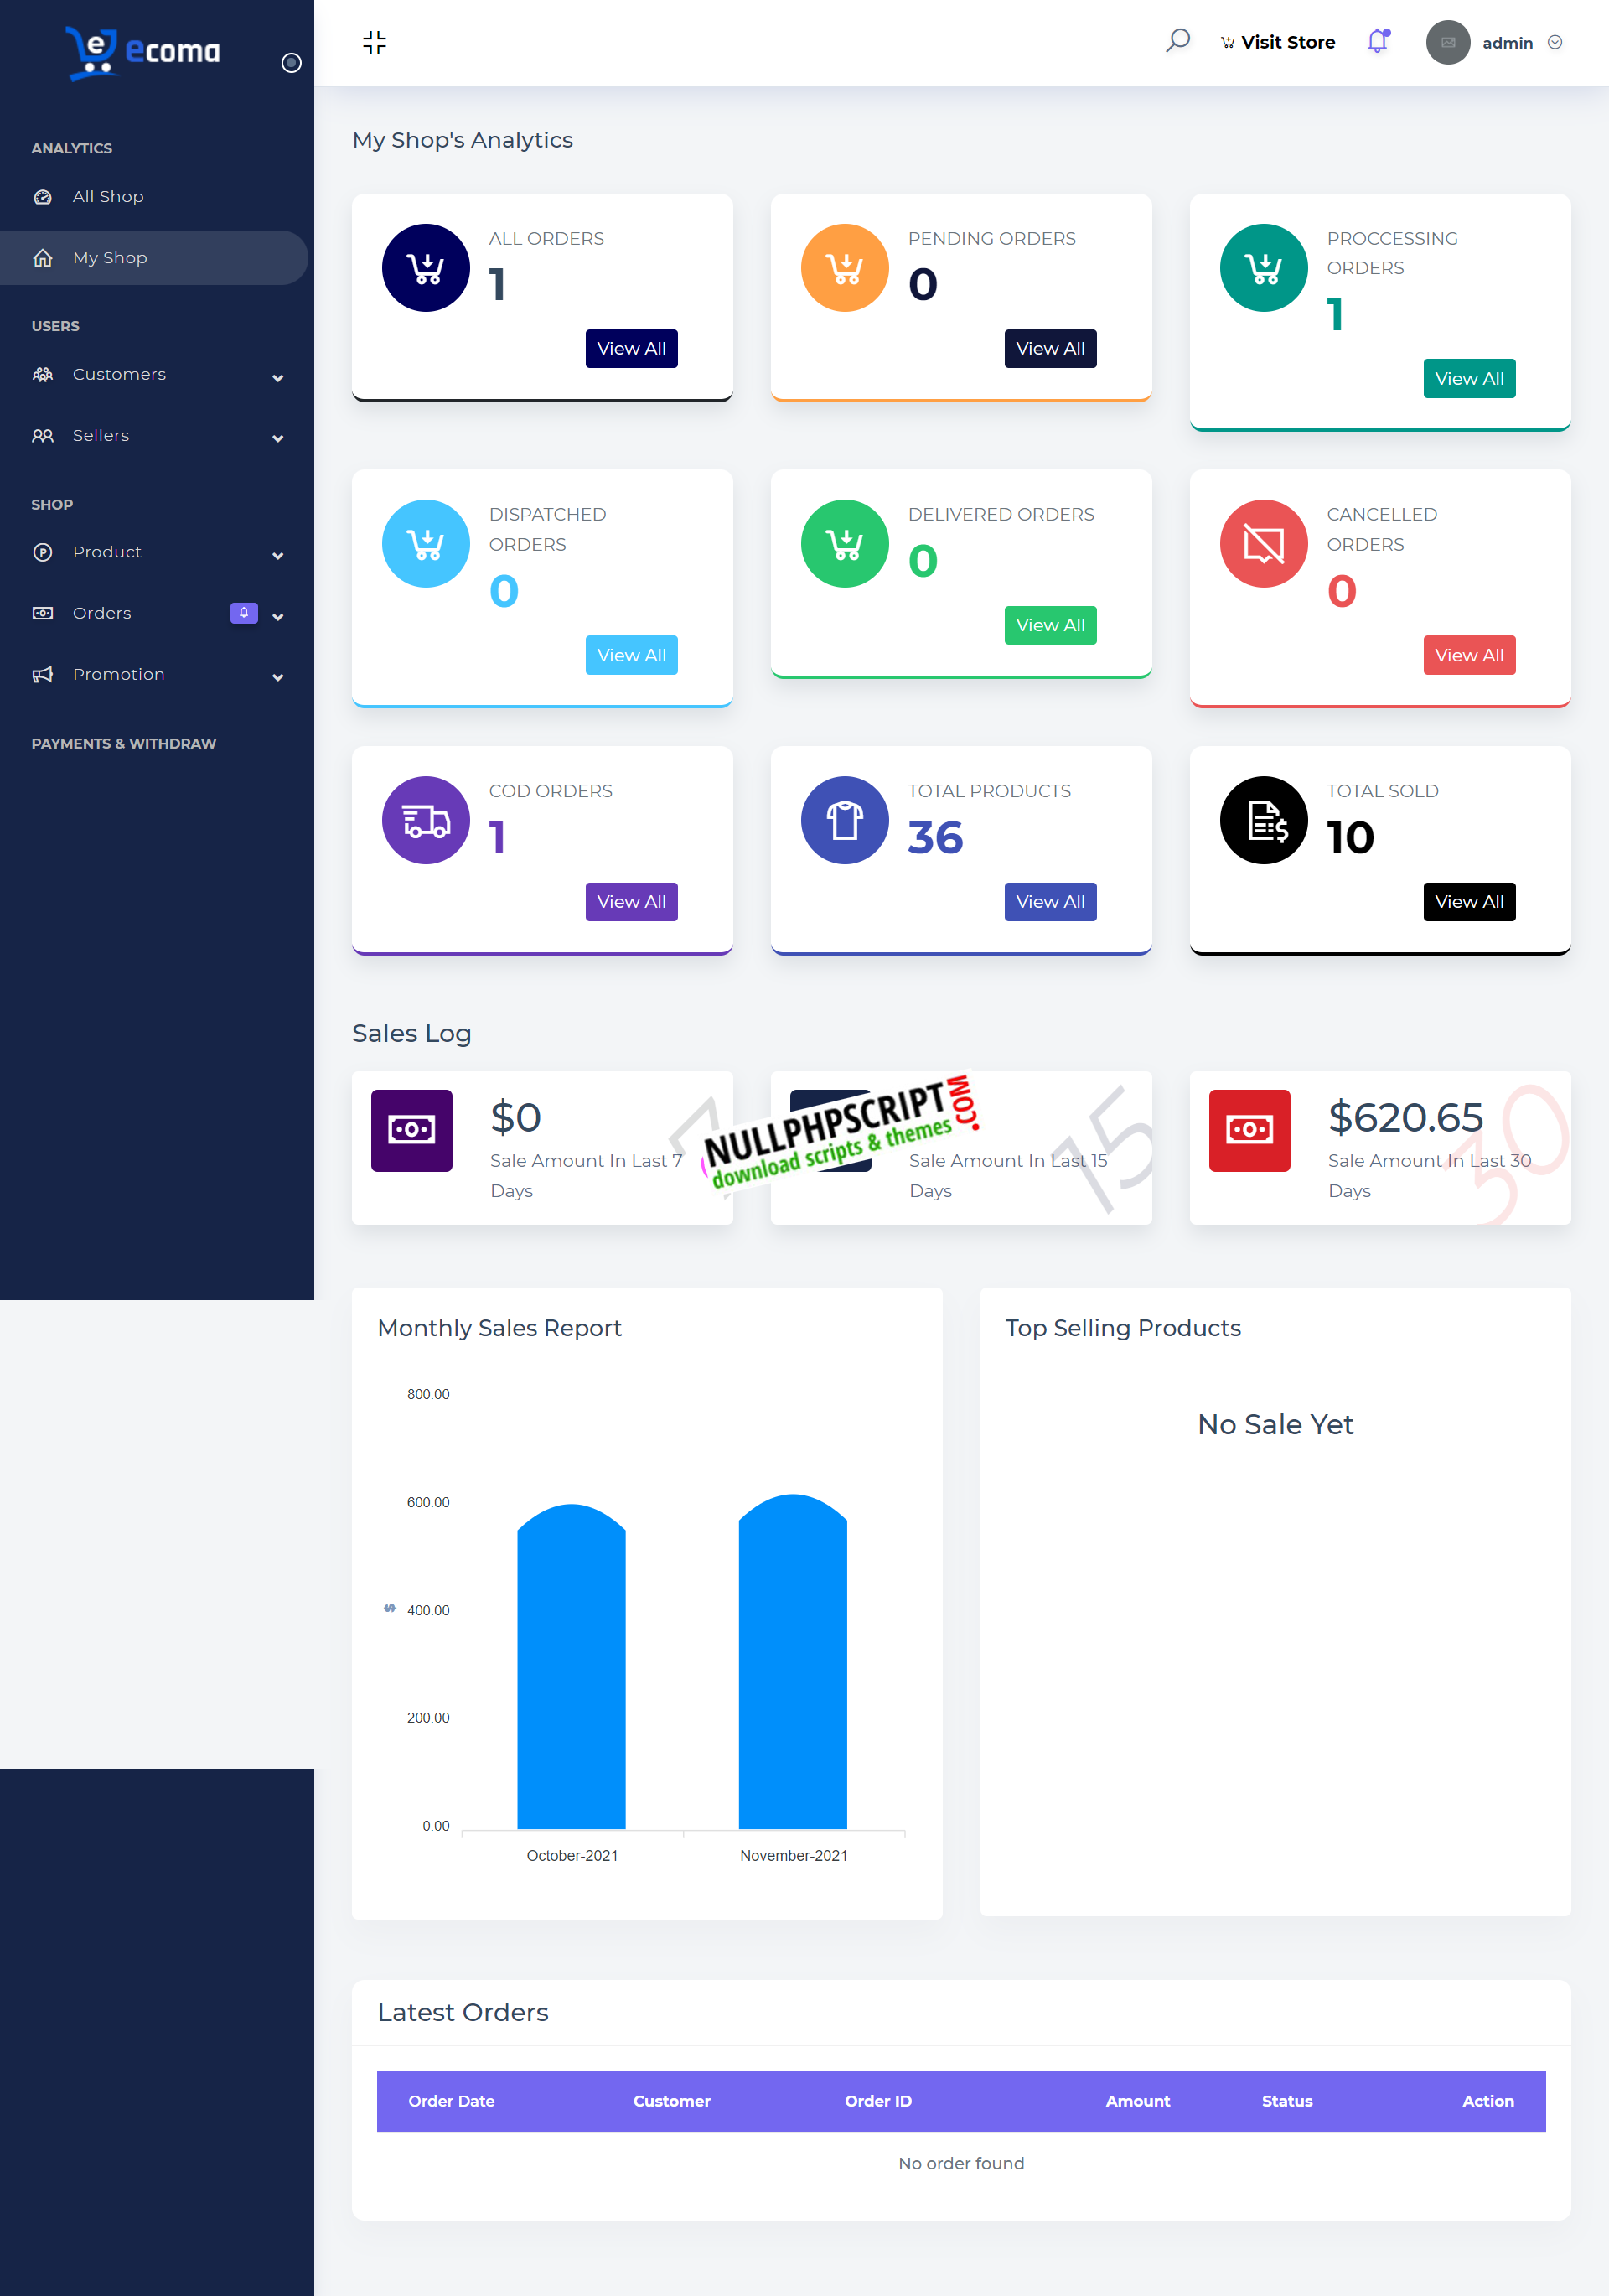 ecoma
Visit Store
admin
ANALYTICS
All Shop
My Shop
USERS
Customers
Sellers
SHOP
Product
Orders
Promotion
PAYMENTS & WITHDRAW
My Shop's Analytics
ALL ORDERS
1
View All
PENDING ORDERS
0
View All
PROCCESSING
ORDERS
1
View All
DISPATCHED
ORDERS
0
View All
DELIVERED ORDERS
0
View All
CANCELLED
ORDERS
0
View All
COD ORDERS
1
View All
TOTAL PRODUCTS
36
View All
TOTAL SOLD
10
View All
Sales Log
$0
Sale Amount In Last 7
Days
7
NULLPHPSCRIPT.COM
download scripts & themes
Sale Amount In Last 15
Days
15
$620.65
Sale Amount In Last 30
Days
30
Monthly Sales Report
800.00
600.00
$
400.00
200.00
0.00
October-2021
November-2021
Top Selling Products
No Sale Yet
Latest Orders
Order Date Customer Order ID Amount Status Action
No order found